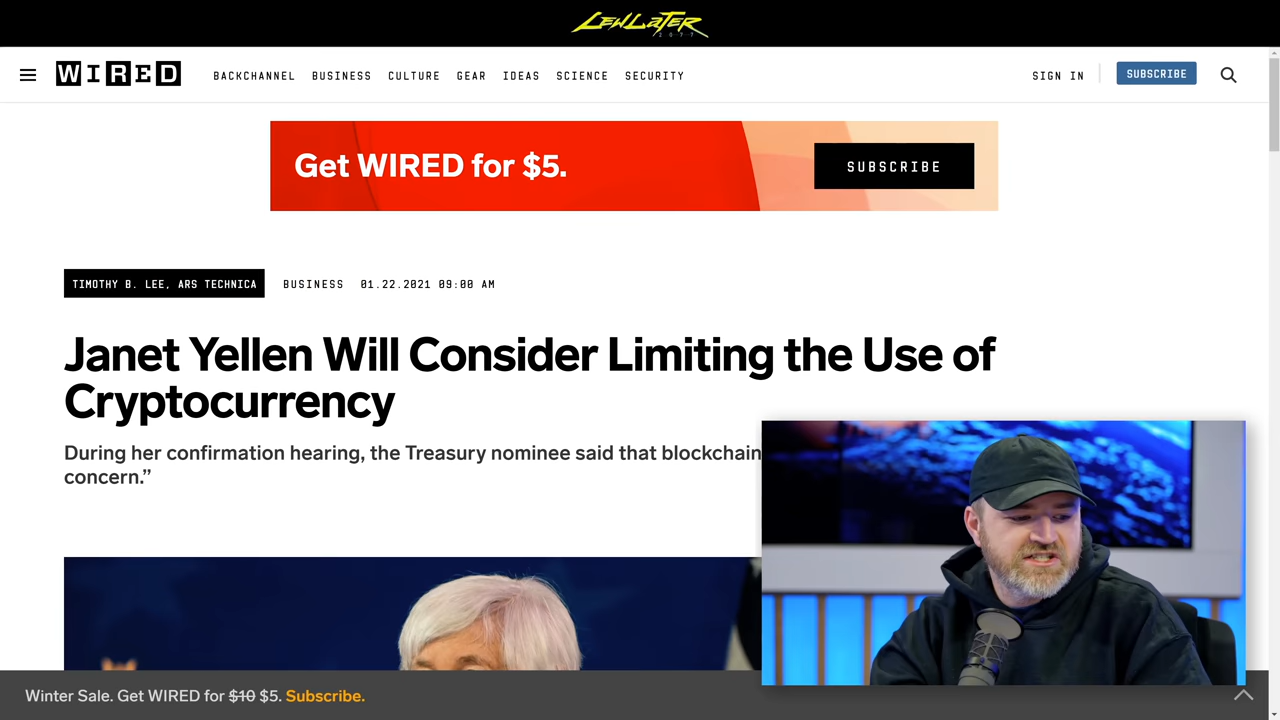 LEWLATER
2077
WIRED
BACKCHANNEL BUSINESS CULTURE GEAR IDEAS SCIENCE SECURITY
SIGN IN
SUBSCRIBE
Get WIRED for $5.
SUBSCRIBE
TIMOTHY B. LEE, ARS TECHNICA
BUSINESS 01.22.2021 09:00 AM
Janet Yellen Will Consider Limiting the Use of
Cryptocurrency
During her confirmation hearing, the Treasury nominee said that blockchain
concern.”
Winter Sale. Get WIRED for $10 $5. Subscribe.